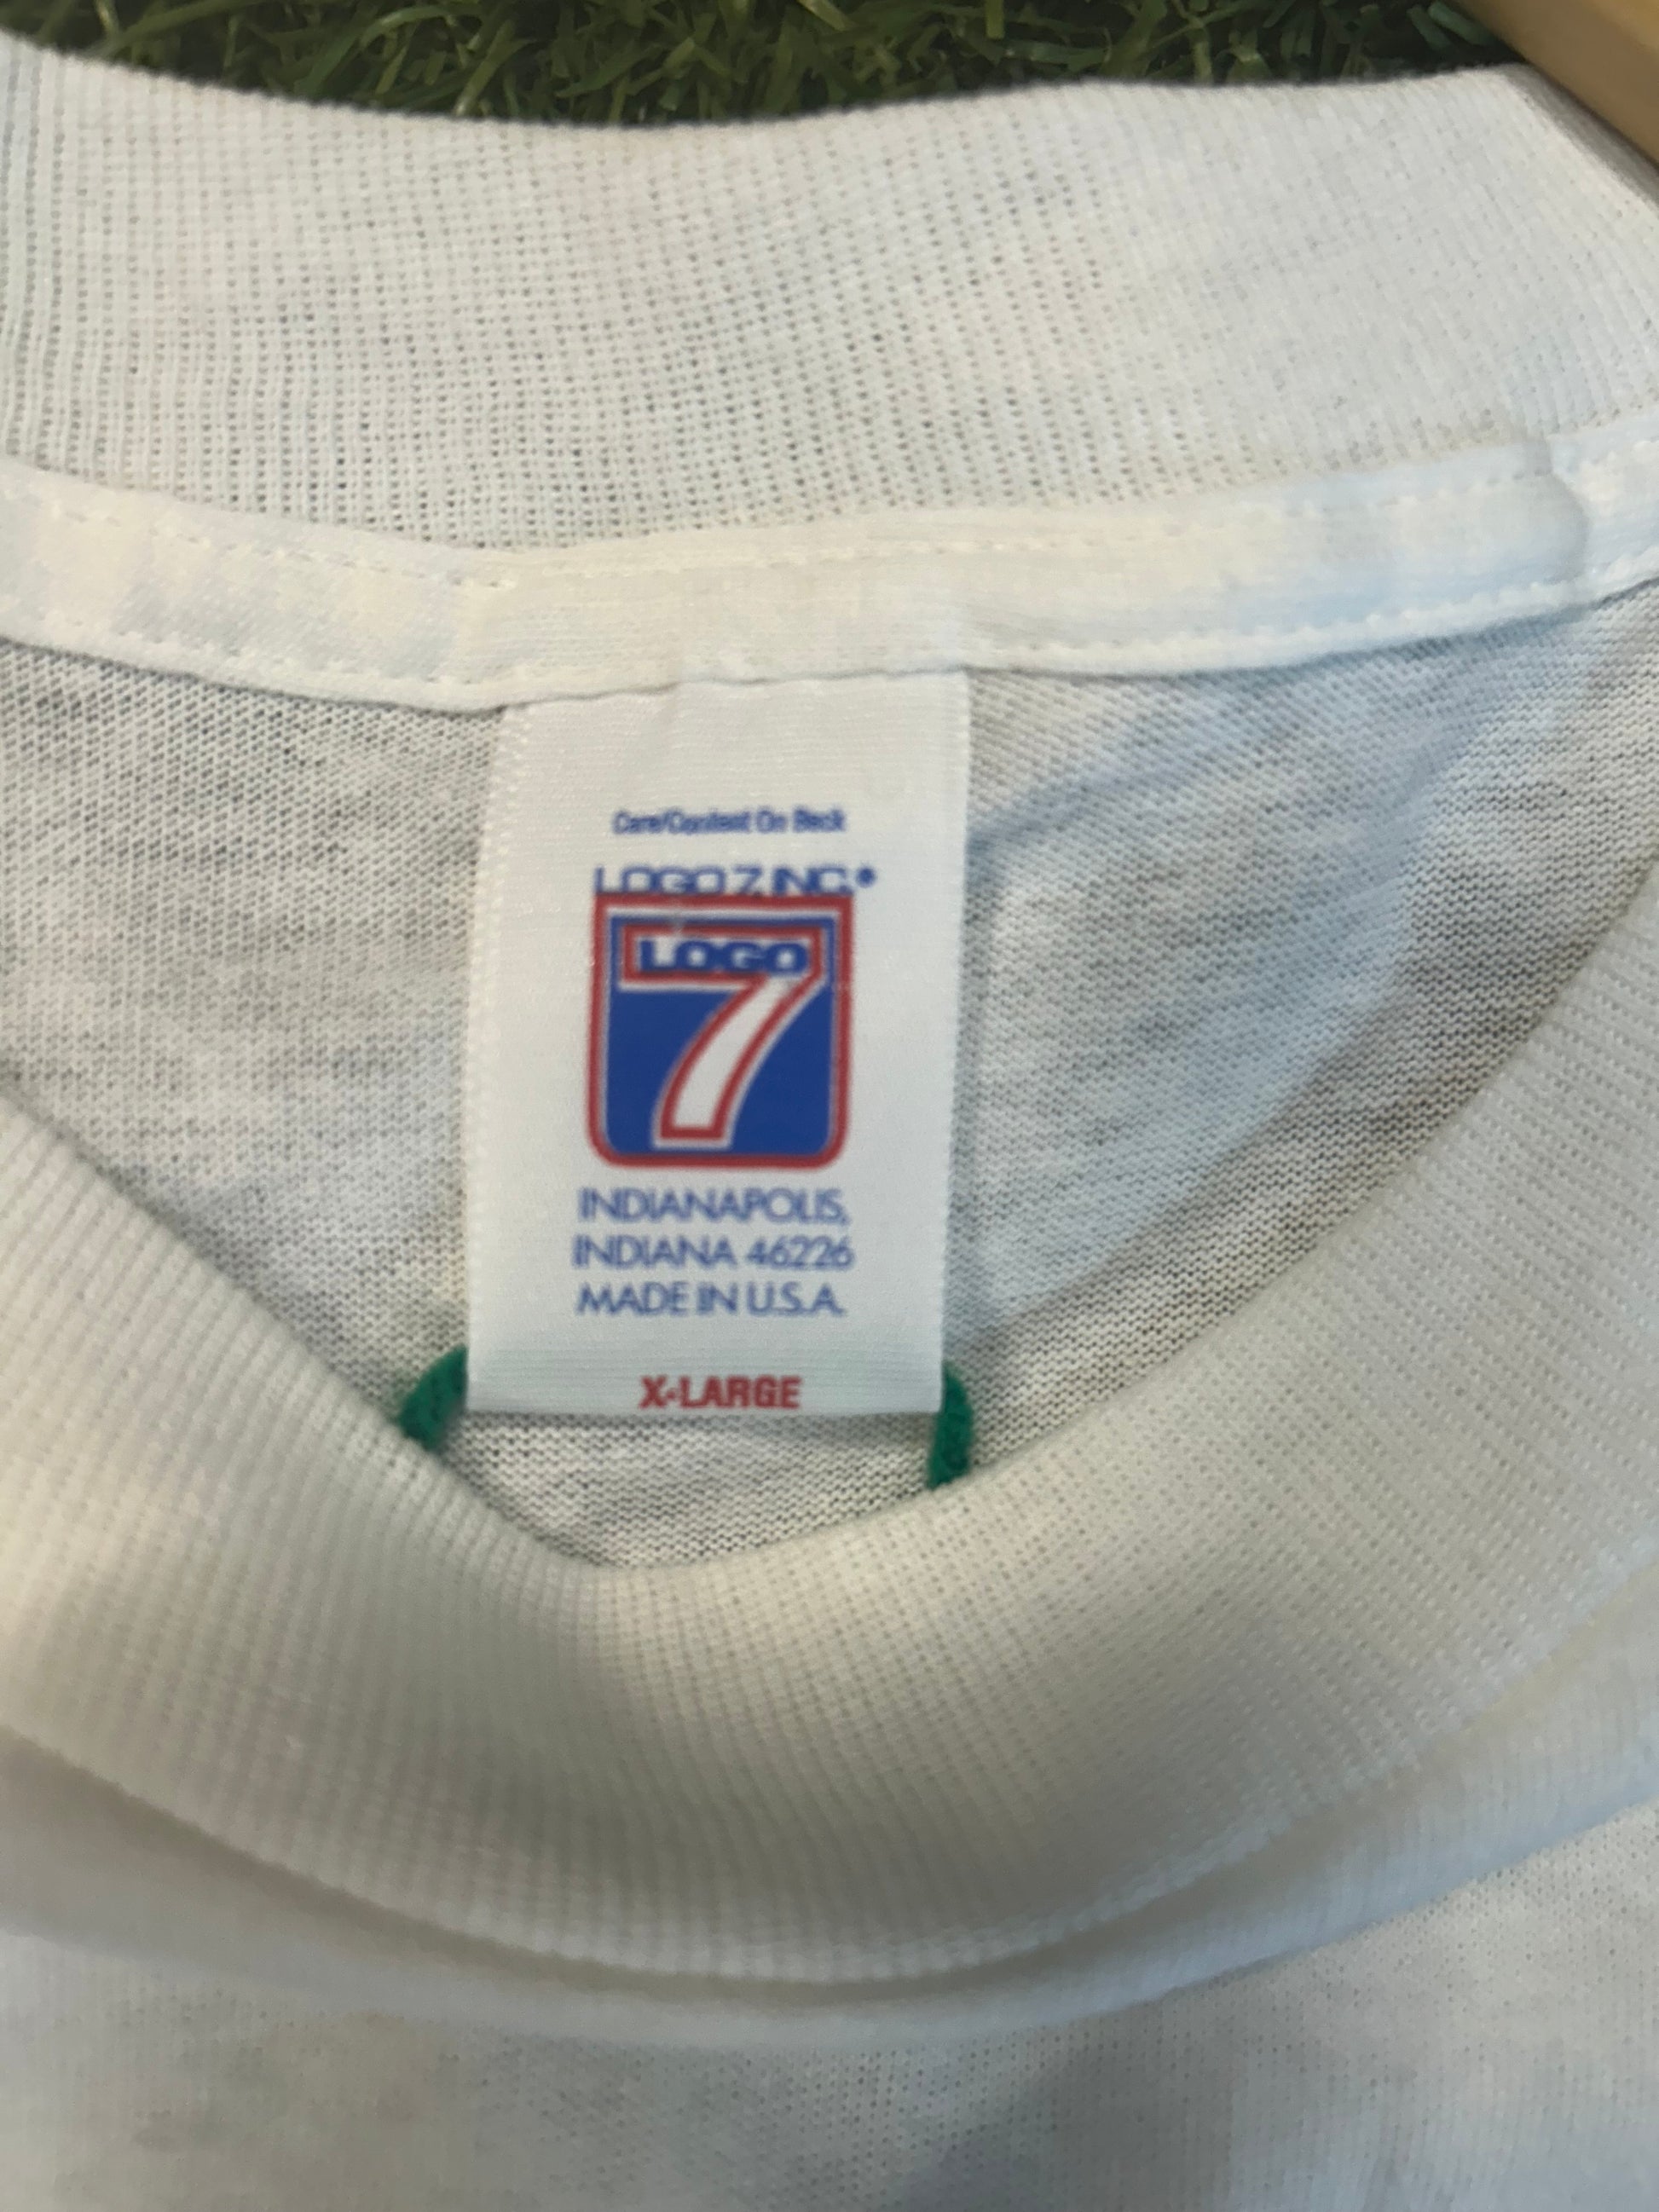 Care/Content On Back
LOGO 7, INC.
LOGO
7
INDIANAPOLIS,
INDIANA 46226
MADE IN U.S.A.
X-LARGE